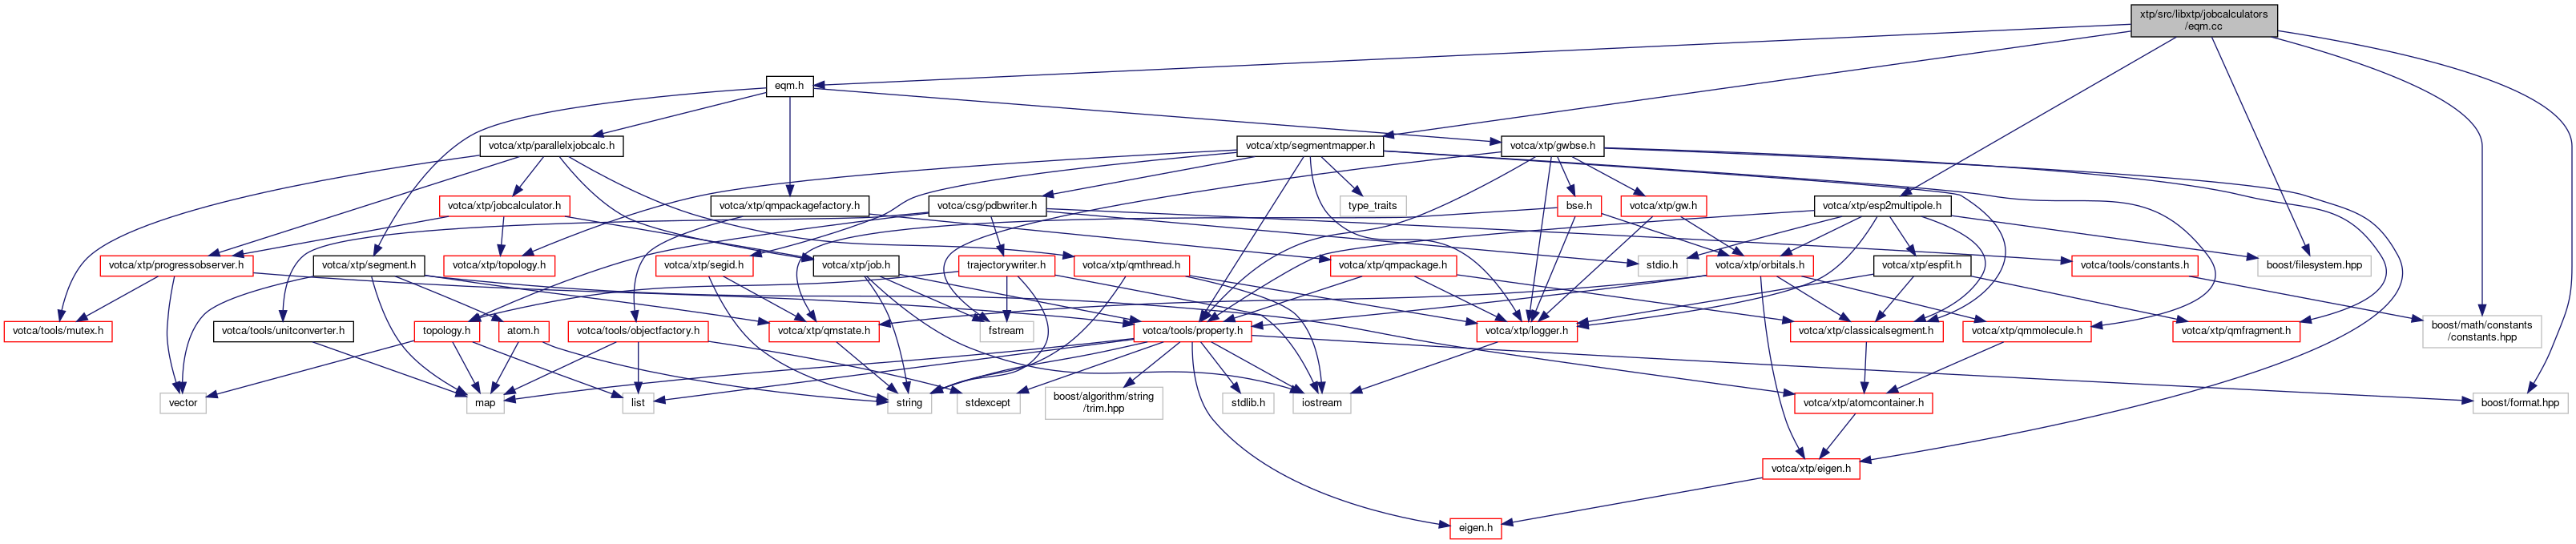 xtp/src/libxtp/jobcalculators
/eqm.cc
eqm.h
votca/xtp/parallelxjobcalc.h
votca/xtp/segmentmapper.h
votca/xtp/gwbse.h
votca/xtp/jobcalculator.h
votca/xtp/qmpackagefactory.h
votca/csg/pdbwriter.h
type_traits
bse.h
votca/xtp/gw.h
votca/xtp/esp2multipole.h
votca/xtp/progressobserver.h
votca/xtp/segment.h
votca/xtp/topology.h
votca/xtp/segid.h
votca/xtp/job.h
trajectorywriter.h
votca/xtp/qmthread.h
votca/xtp/qmpackage.h
stdio.h
votca/xtp/orbitals.h
votca/xtp/espfit.h
votca/tools/constants.h
boost/filesystem.hpp
votca/tools/mutex.h
votca/tools/unitconverter.h
topology.h
atom.h
votca/tools/objectfactory.h
votca/xtp/qmstate.h
fstream
votca/tools/property.h
votca/xtp/logger.h
votca/xtp/classicalsegment.h
votca/xtp/qmmolecule.h
votca/xtp/qmfragment.h
boost/math/constants
/constants.hpp
vector
map
list
string
stdexcept
boost/algorithm/string
/trim.hpp
stdlib.h
iostream
votca/xtp/atomcontainer.h
boost/format.hpp
votca/xtp/eigen.h
eigen.h